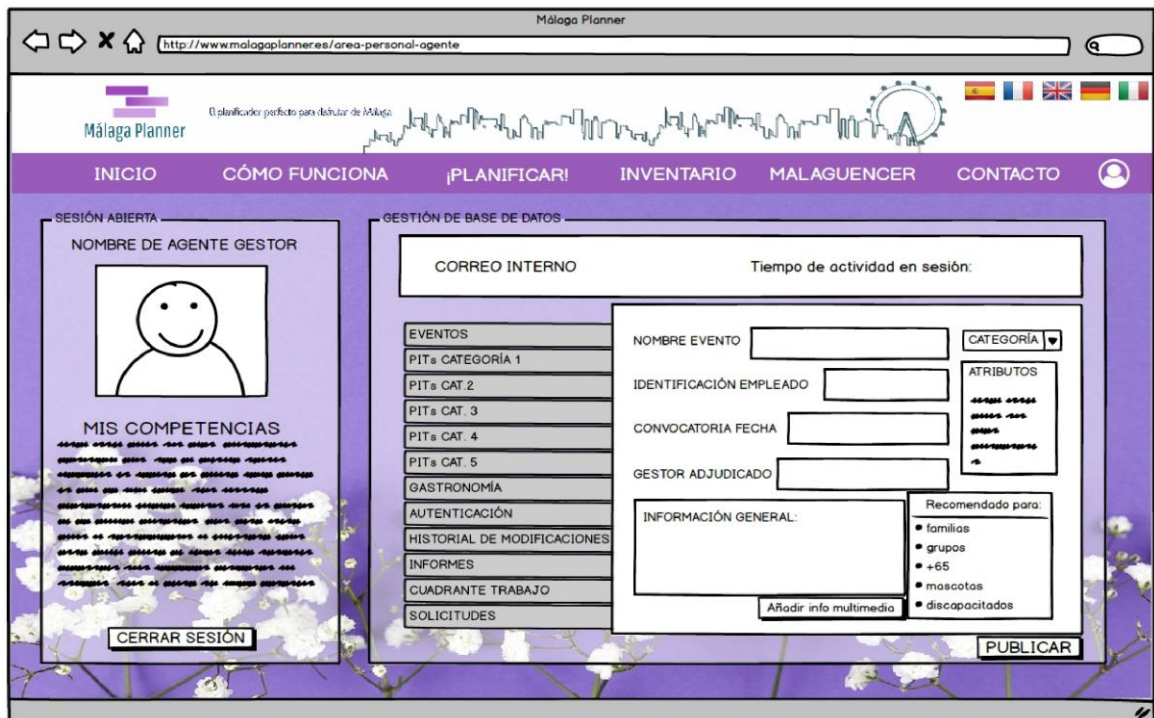 Málaga Planner
http://www.malagaplanner.es/area-personal-agente
Málaga Planner
El planificador perfecto para disfrutar de Málaga
INICIO
CÓMO FUNCIONA
¡PLANIFICAR!
INVENTARIO
MALAGUENCER
CONTACTO
SESIÓN ABIERTA
NOMBRE DE AGENTE GESTOR
MIS COMPETENCIAS
CERRAR SESIÓN
GESTIÓN DE BASE DE DATOS
CORREO INTERNO
Tiempo de actividad en sesión:
EVENTOS
PITs CATEGORÍA 1
PITs CAT.2
PITs CAT. 3
PITs CAT. 4
PITs CAT. 5
GASTRONOMÍA
AUTENTICACIÓN
HISTORIAL DE MODIFICACIONES
INFORMES
CUADRANTE TRABAJO
SOLICITUDES
NOMBRE EVENTO
CATEGORÍA
IDENTIFICACIÓN EMPLEADO
ATRIBUTOS
CONVOCATORIA FECHA
GESTOR ADJUDICADO
INFORMACIÓN GENERAL:
Añadir info multimedia
Recomendado para:
familias
grupos
+65
mascotas
discapacitados
PUBLICAR